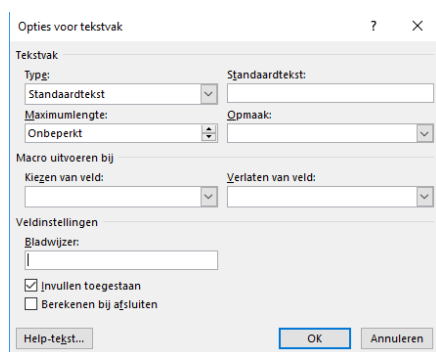 Opties voor tekstvak ? ×
Tekstvak
Type: Standaardtekst:
Standaardtekst
Maximumlengte: Opmaak:
Onbeperkt
Macro uitvoeren bij
Kiezen van veld: Verlaten van veld:
Veldinstellingen
Bladwijzer:
Invullen toegestaan
Berekenen bij afsluiten
Help-tekst... OK Annuleren